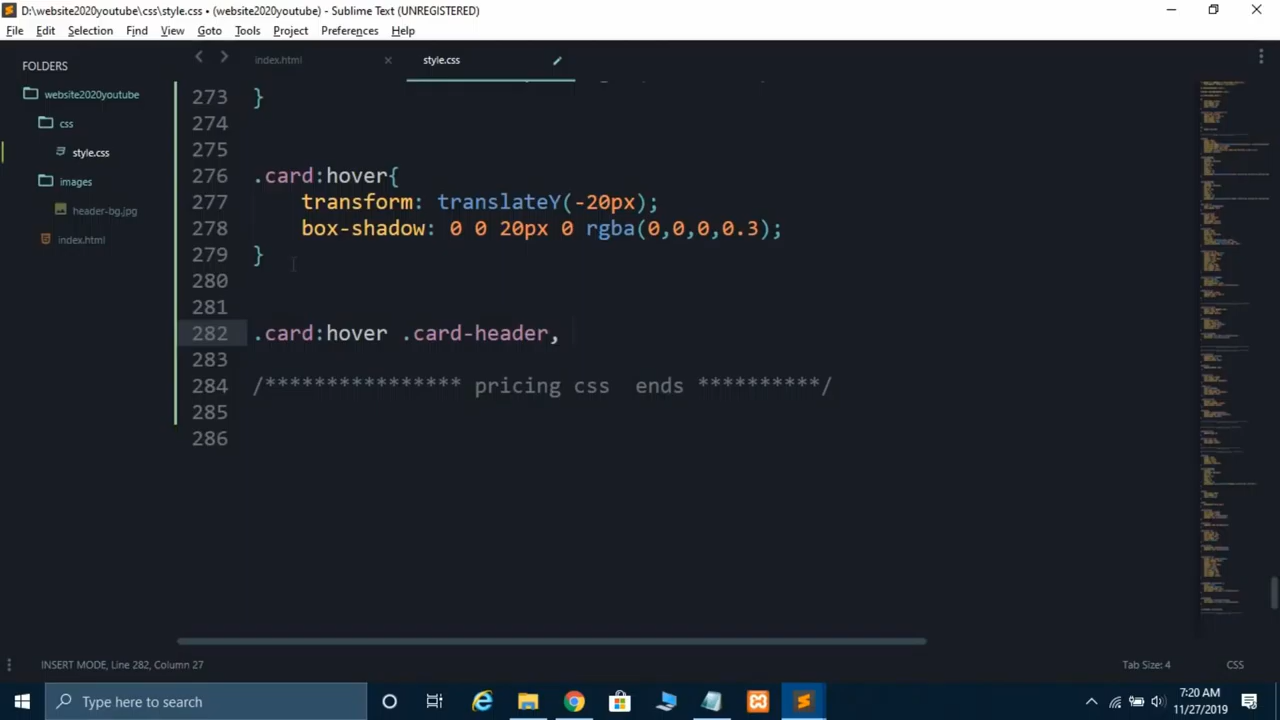 D:\website2020youtube\css\style.css • (website2020youtube) - Sublime Text (UNREGISTERED)
File Edit Selection Find View Goto Tools Project Preferences Help
FOLDERS
website2020youtube
css
style.css
images
header-bg.jpg
index.html
index.html
style.css
273 }
274
275
276 .card:hover{
277 transform: translateY(-20px);
278 box-shadow: 0 0 20px 0 rgba(0,0,0,0.3);
279 }
280
281
282 .card:hover .card-header,
283
284 /**************** pricing css ends **********/
285
286
INSERT MODE, Line 282, Column 27
Tab Size: 4
CSS
Type here to search
7:20 AM
11/27/2019